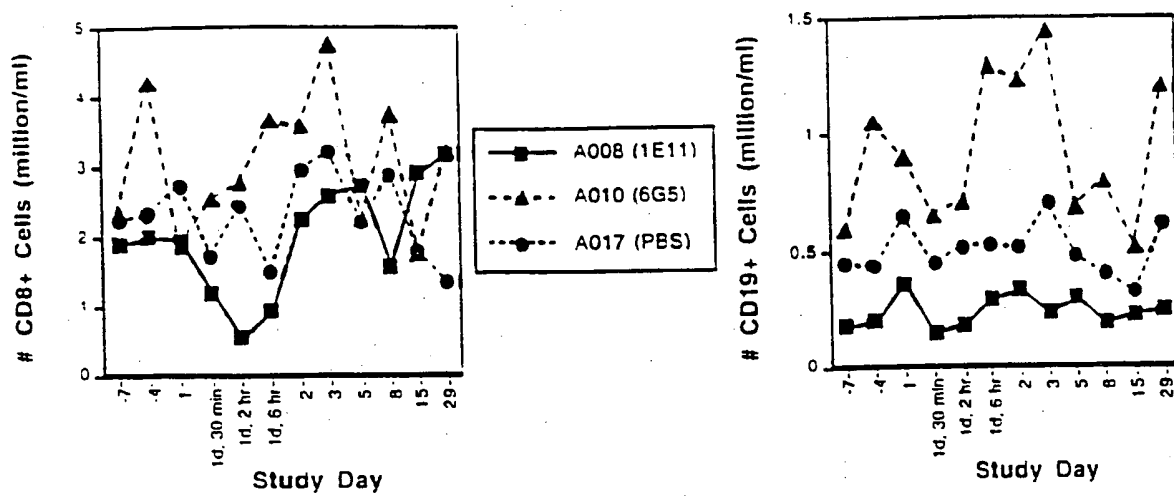 # CD8+ Cells (million/ml)
5
4
3
2
1
0
-7
-4
1
1d, 30 min
1d, 2 hr
1d, 6 hr
2
3
5
8
15
29
Study Day
A008 (1E11)
A010 (6G5)
A017 (PBS)
# CD19+ Cells (million/ml)
1.5
1
0.5
0
-7
-4
1
1d, 30 min
1d, 2 hr
1d, 6 hr
2
3
5
8
15
29
Study Day